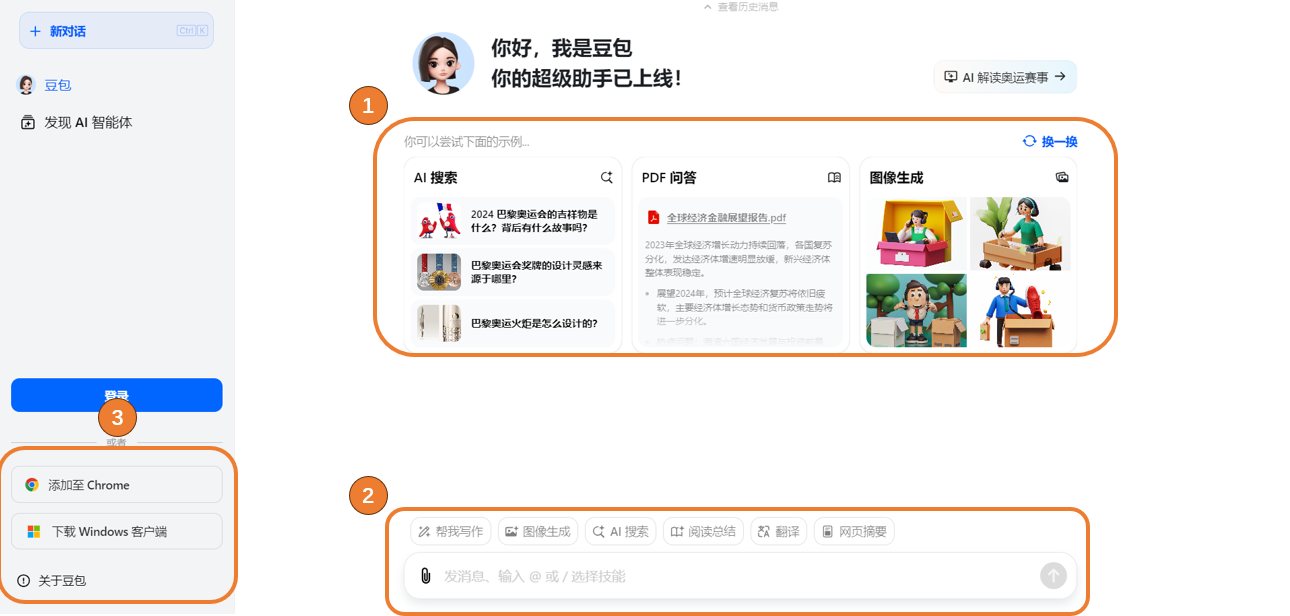 新对话
Ctrl K
豆包
发现 AI 智能体
登录
3
或者
添加至 Chrome
下载 Windows 客户端
关于豆包
查看历史消息
你好，我是豆包
你的超级助手已上线！
AI 解读奥运赛事
1
你可以尝试下面的示例...
换一换
AI 搜索
2024 巴黎奥运会的吉祥物是
什么？背后有什么故事吗？
巴黎奥运会奖牌的设计灵感来
源于哪里？
巴黎奥运火炬是怎么设计的？
PDF 问答
全球经济金融展望报告.pdf
2023年全球经济增长动力持续回落，各国复苏
分化，发达经济体增速明显放缓，新兴经济体
整体表现稳定。
展望2024年，预计全球经济复苏将依旧疲
软，主要经济体增长态势和货币政策走势将
进一步分化。
图像生成
2
帮我写作
图像生成
AI 搜索
阅读总结
翻译
网页摘要
发消息、输入 @ 或 / 选择技能